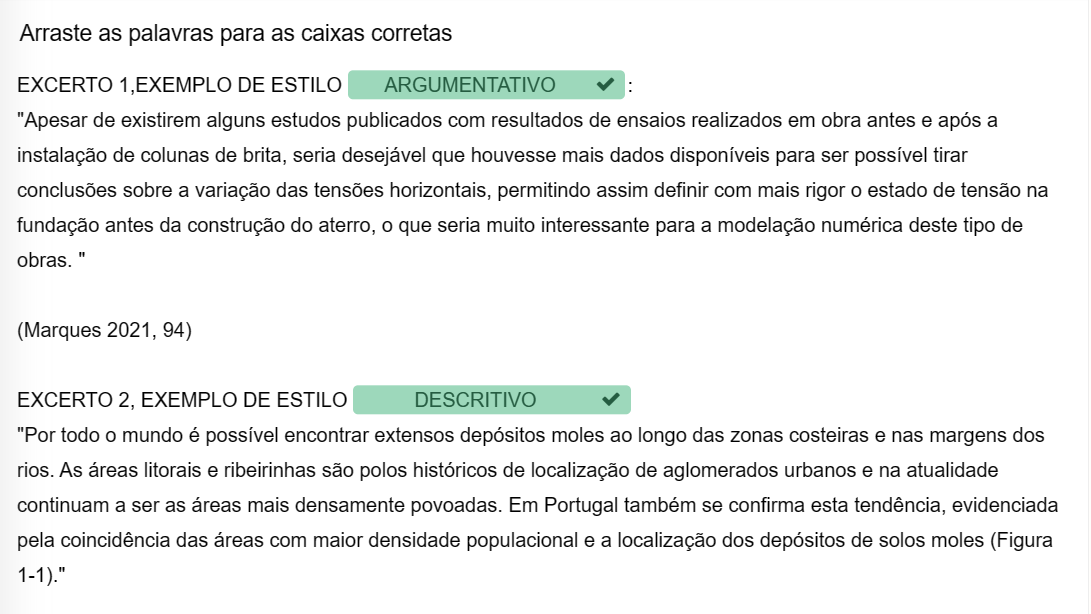 Arraste as palavras para as caixas corretas
EXCERTO 1,EXEMPLO DE ESTILO ARGUMENTATIVO ✔ :
"Apesar de existirem alguns estudos publicados com resultados de ensaios realizados em obra antes e após a
instalação de colunas de brita, seria desejável que houvesse mais dados disponíveis para ser possível tirar
conclusões sobre a variação das tensões horizontais, permitindo assim definir com mais rigor o estado de tensão na
fundação antes da construção do aterro, o que seria muito interessante para a modelação numérica deste tipo de
obras. "
(Marques 2021, 94)
EXCERTO 2, EXEMPLO DE ESTILO DESCRITIVO ✔
"Por todo o mundo é possível encontrar extensos depósitos moles ao longo das zonas costeiras e nas margens dos
rios. As áreas litorais e ribeirinhas são polos históricos de localização de aglomerados urbanos e na atualidade
continuam a ser as áreas mais densamente povoadas. Em Portugal também se confirma esta tendência, evidenciada
pela coincidência das áreas com maior densidade populacional e a localização dos depósitos de solos moles (Figura
1-1)."